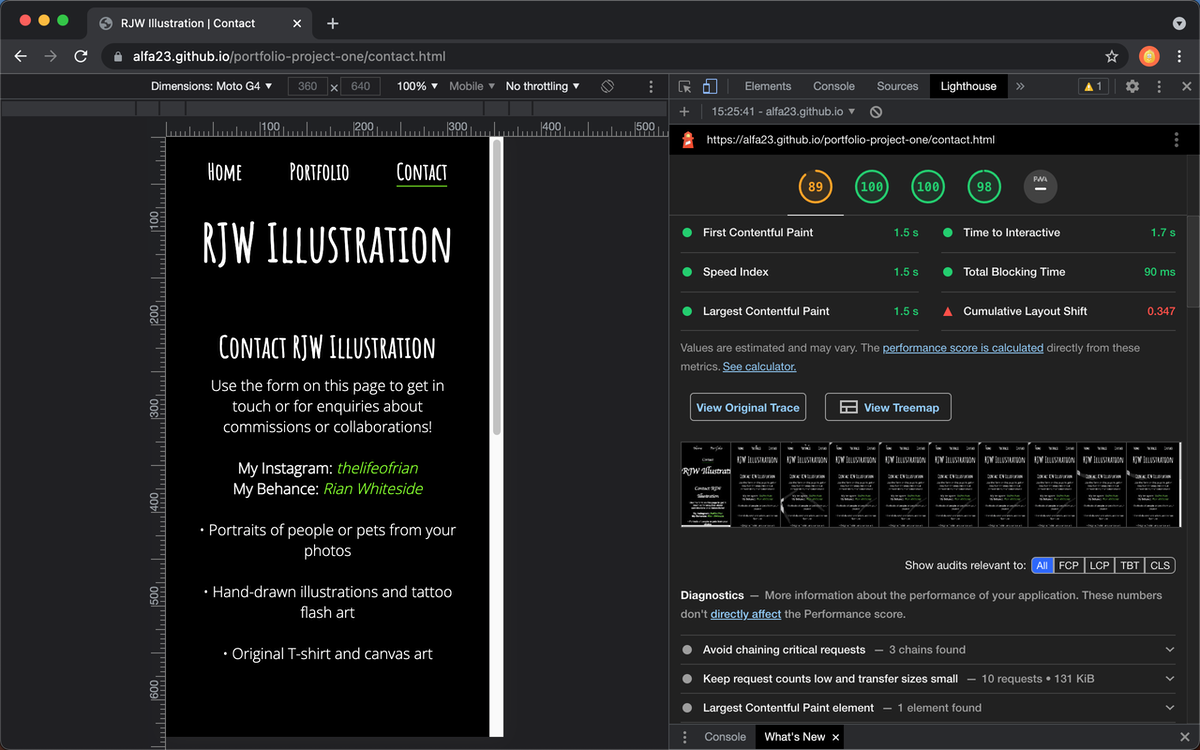 RJW Illustration | Contact
alfa23.github.io/portfolio-project-one/contact.html
Dimensions: Moto G4 ▼ 360 × 640 100% ▼ Mobile ▼ No throttling ▼
100 200 300 400 500
100
200
300
400
500
600
Home Portfolio Contact
RJW Illustration
Contact RJW Illustration
Use the form on this page to get in
touch or for enquiries about
commissions or collaborations!
My Instagram: thelifeofrian
My Behance: Rian Whiteside
• Portraits of people or pets from your
photos
• Hand-drawn illustrations and tattoo
flash art
• Original T-shirt and canvas art
Elements Console Sources Lighthouse » 1
15:25:41 - alfa23.github.io ▼
https://alfa23.github.io/portfolio-project-one/contact.html
89 100 100 98 PWA
First Contentful Paint 1.5 s Time to Interactive 1.7 s
Speed Index 1.5 s Total Blocking Time 90 ms
Largest Contentful Paint 1.5 s Cumulative Layout Shift 0.347
Values are estimated and may vary. The performance score is calculated directly from these
metrics. See calculator.
View Original Trace View Treemap
Show audits relevant to: All FCP LCP TBT CLS
Diagnostics — More information about the performance of your application. These numbers
don't directly affect the Performance score.
Avoid chaining critical requests — 3 chains found
Keep request counts low and transfer sizes small — 10 requests • 131 KiB
Largest Contentful Paint element — 1 element found
Console What's New ×